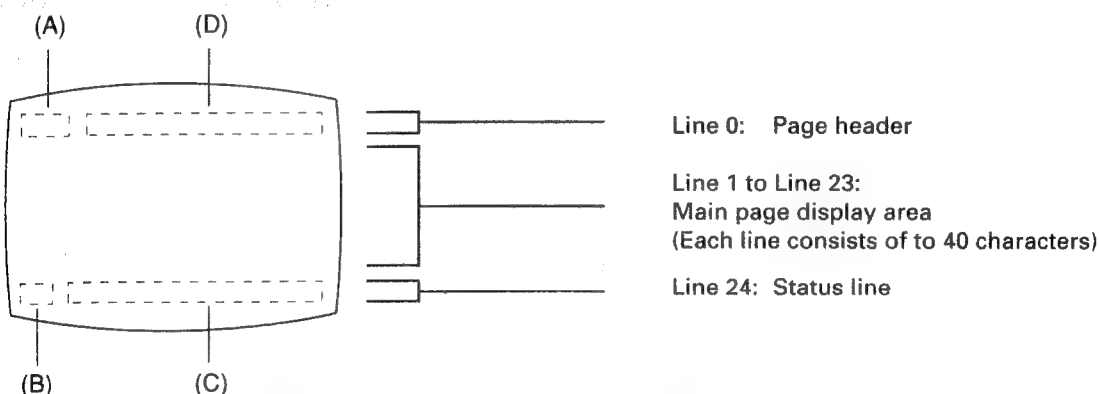 (A) (D)
Line 0: Page header
Line 1 to Line 23:
Main page display area
(Each line consists of to 40 characters)
Line 24: Status line
(B) (C)